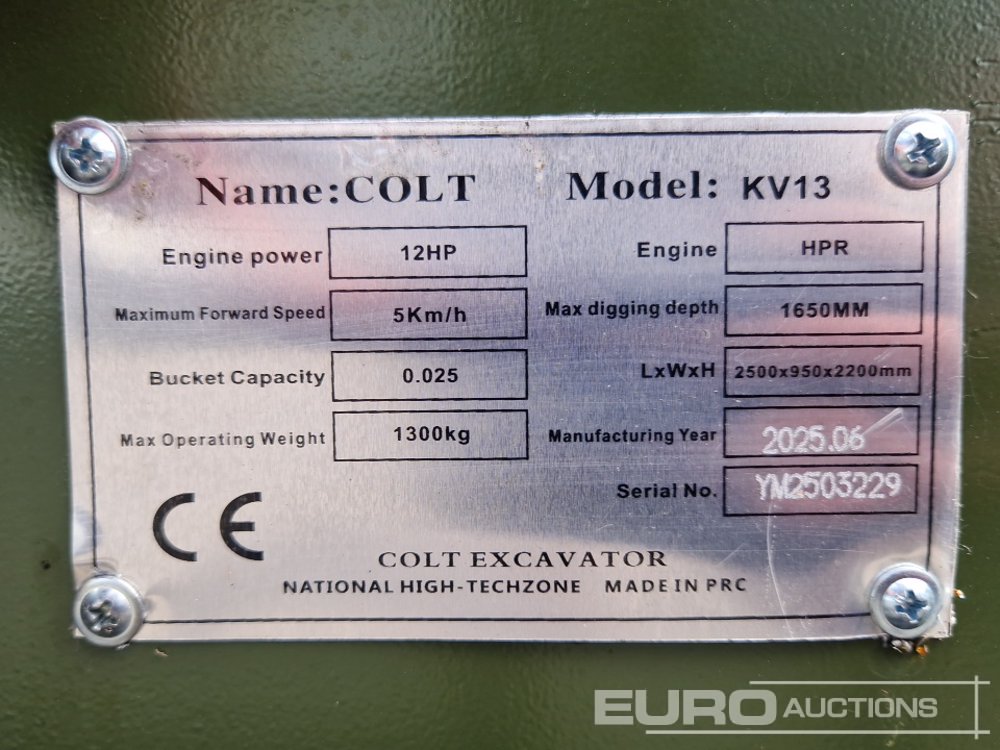 Name:COLT Model: KV13
Engine power 12HP Engine HPR
Maximum Forward Speed 5Km/h Max digging depth 1650MM
Bucket Capacity 0.025 LxWxH 2500x950x2200mm
Max Operating Weight 1300kg Manufacturing Year 2025.06
Serial No. YM2503229
CE
COLT EXCAVATOR
NATIONAL HIGH-TECHZONE MADE IN PRC
EURO AUCTIONS